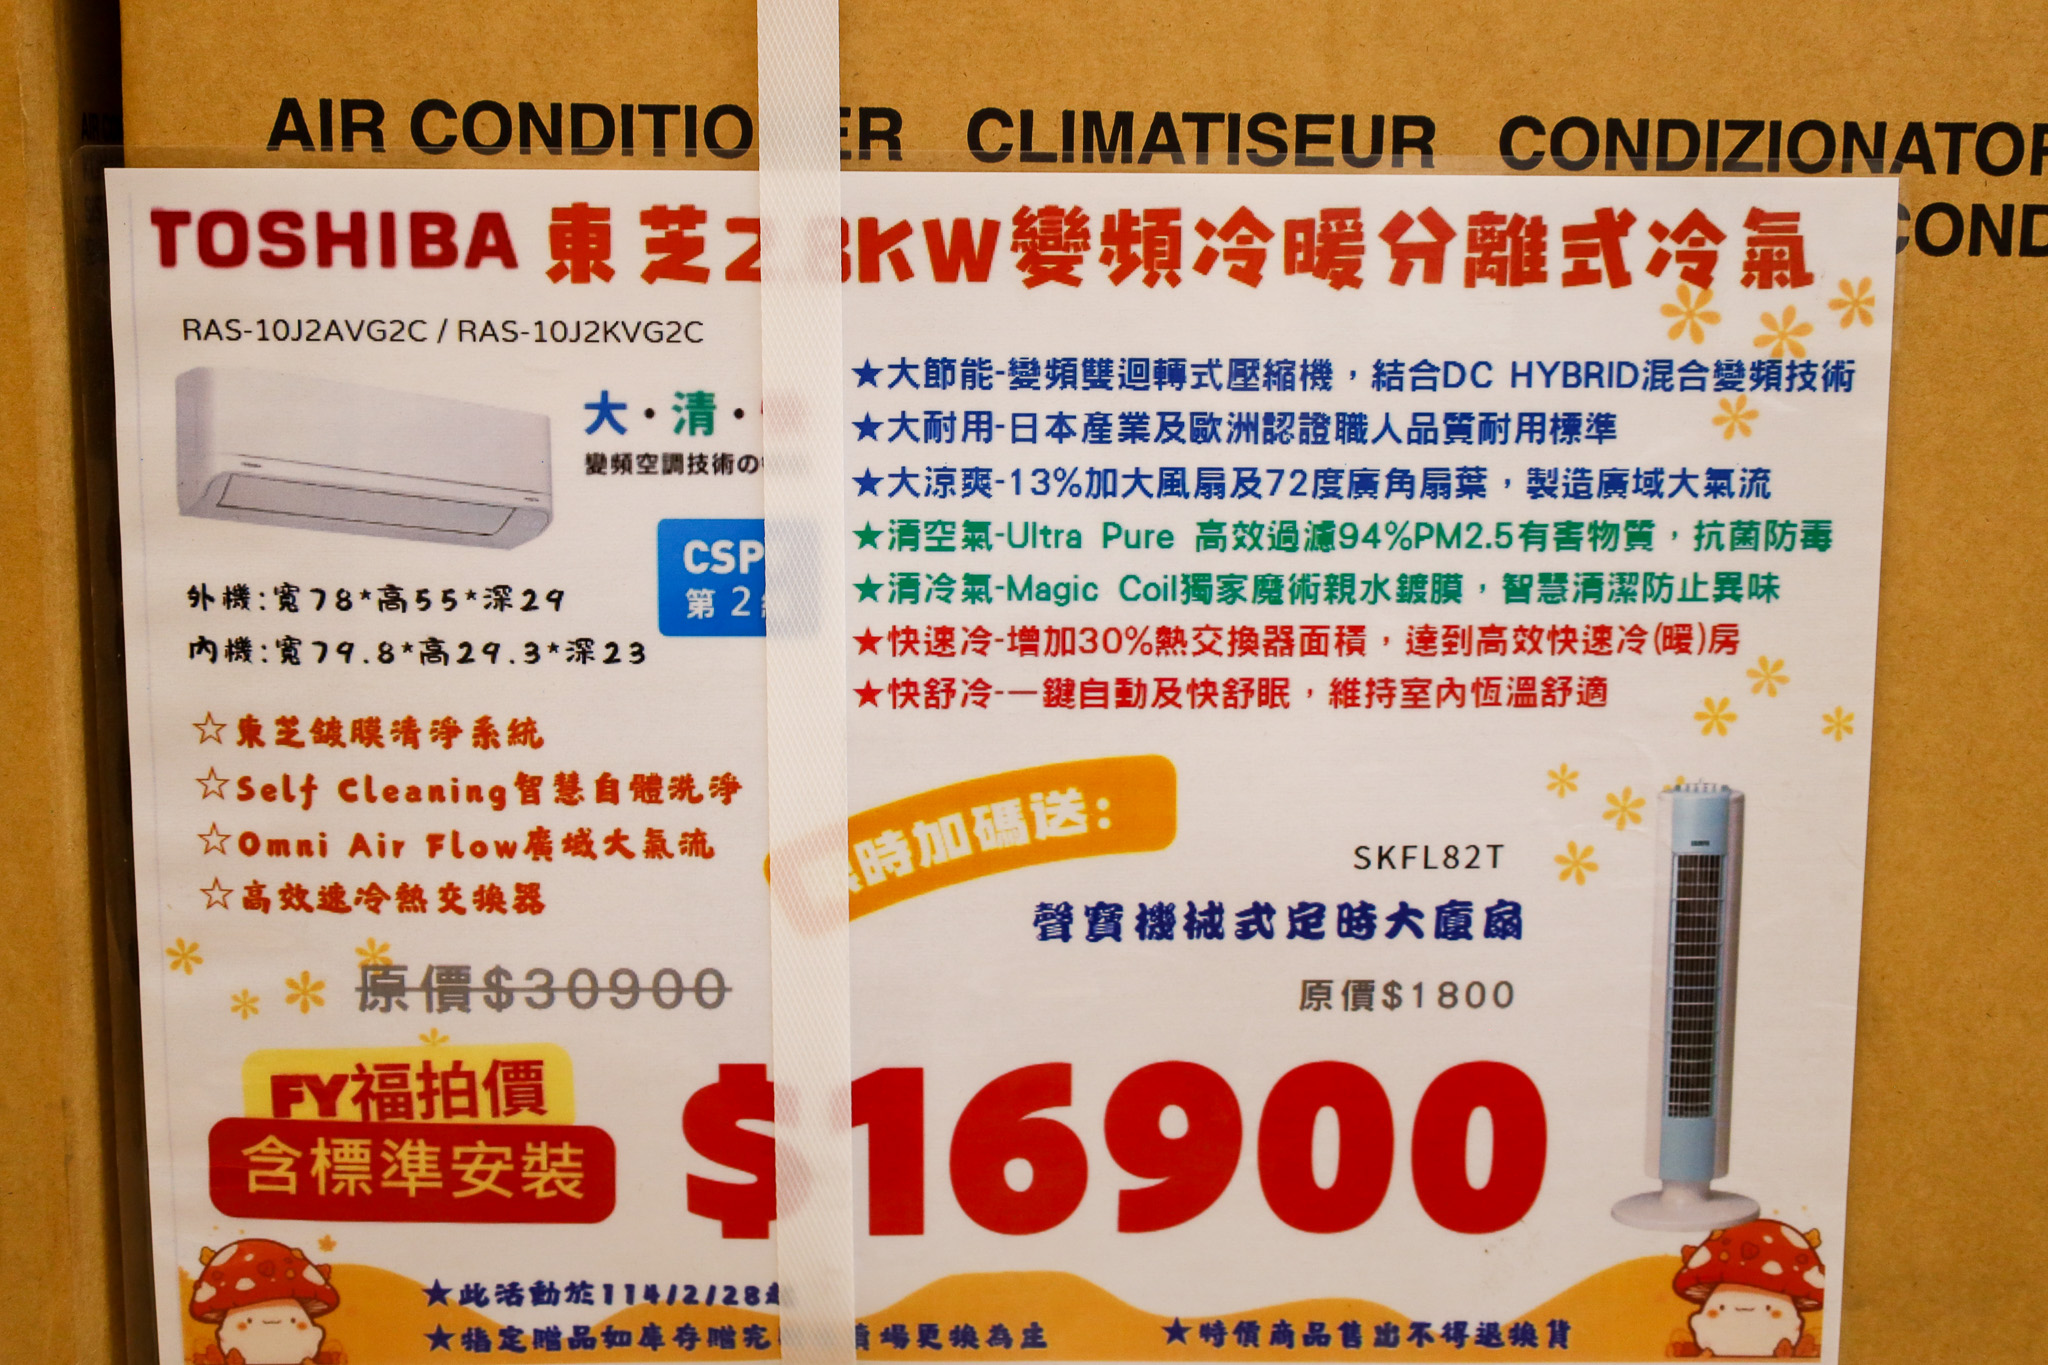 AIR CONDITIO ER CLIMATISEUR CONDIZIONATOR
COND
TOSHIBA 東芝2.8KW變頻冷暖分離式冷氣
RAS-10J2AVG2C / RAS-10J2KVG2C
大・清・
變頻空調技術の
CSP
第 2
外機:寬78*高55*深29
內機:寬79.8*高29.3*深23
★大節能-變頻雙迴轉式壓縮機，結合DC HYBRID混合變頻技術
★大耐用-日本產業及歐洲認證職人品質耐用標準
★大涼爽-13%加大風扇及72度廣角扇葉，製造廣域大氣流
★清空氣-Ultra Pure 高效過濾94%PM2.5有害物質，抗菌防毒
★清冷氣-Magic Coil獨家魔術親水鍍膜，智慧清潔防止異味
★快速冷-增加30%熱交換器面積，達到高效快速冷(暖)房
★快舒冷-一鍵自動及快舒眠，維持室內恆溫舒適
☆東芝鍍膜清淨系統
☆Self Cleaning智慧自體洗淨
☆Omni Air Flow廣域大氣流
☆高效速冷熱交換器
限時加碼送:
SKFL82T
聲寶機械式定時大廈扇
原價$1800
原價$30900
FY福拍價
含標準安裝
$16900
★此活動於114/2/28
★指定贈品如庫存贈完 賣場更換為主 ★特價商品售出不得退換貨